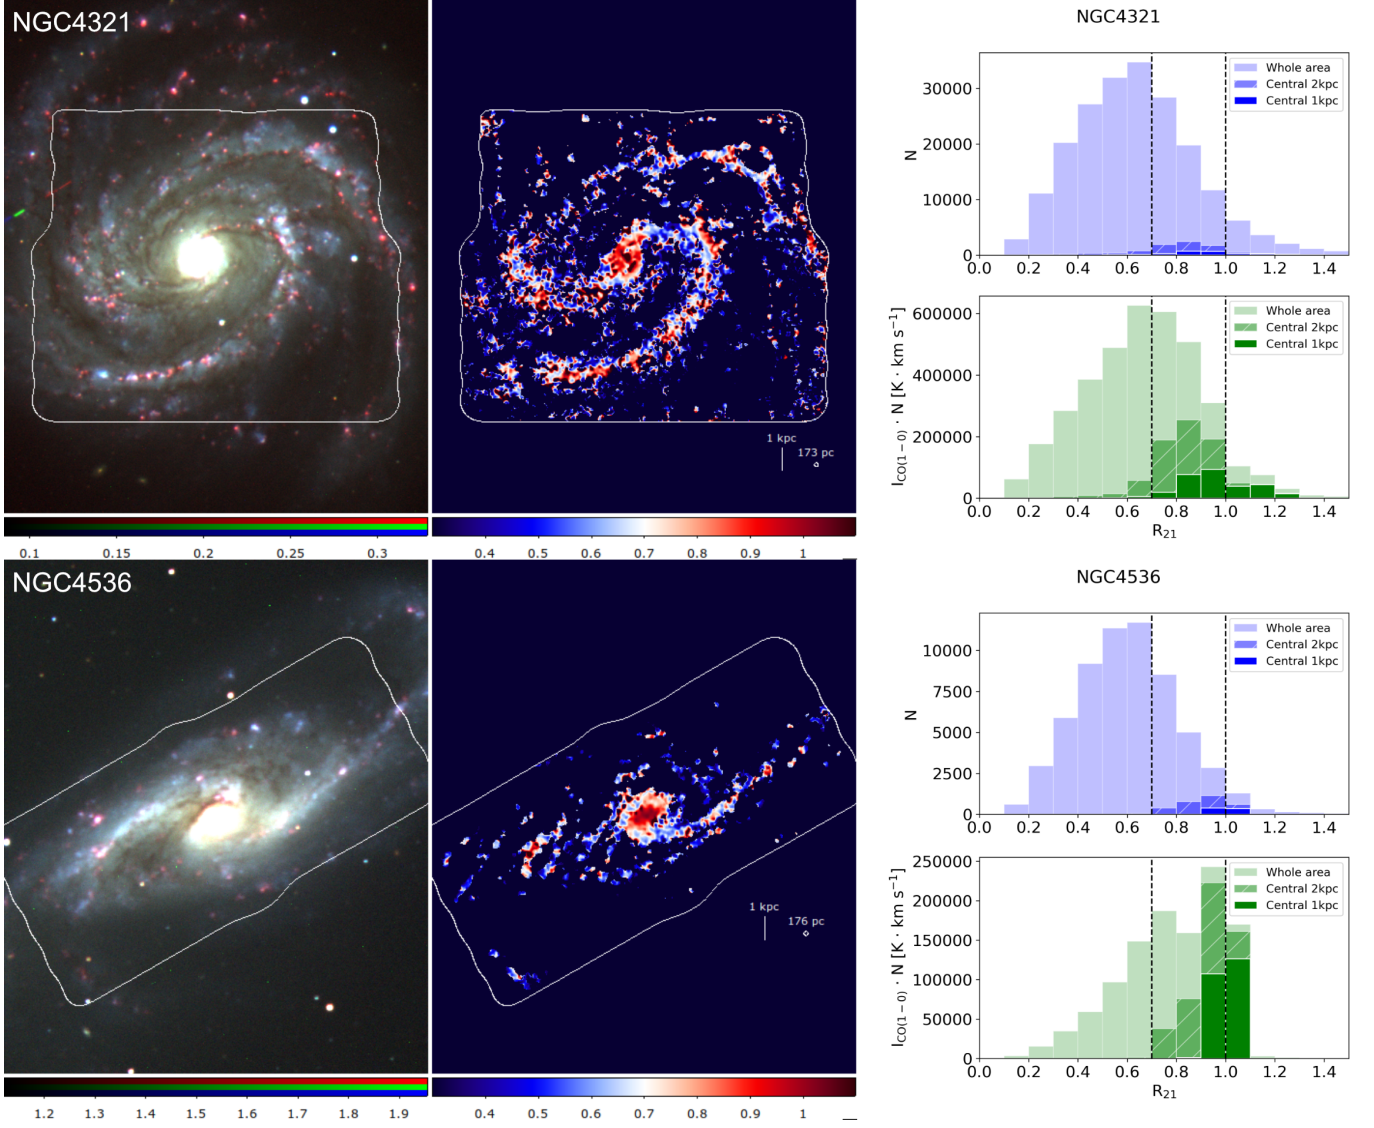 NGC4321
1 kpc
173 pc
0.1 0.15 0.2 0.25 0.3
0.4 0.5 0.6 0.7 0.8 0.9 1
NGC4321
30000
20000
10000
0
N
Whole area
Central 2kpc
Central 1kpc
0.0 0.2 0.4 0.6 0.8 1.0 1.2 1.4
600000
400000
200000
0
I_CO(1−0) · N [K · km s⁻¹]
Whole area
Central 2kpc
Central 1kpc
0.0 0.2 0.4 0.6 0.8 1.0 1.2 1.4
R₂₁
NGC4536
1 kpc
176 pc
1.2 1.3 1.4 1.5 1.6 1.7 1.8 1.9
0.4 0.5 0.6 0.7 0.8 0.9 1
NGC4536
10000
7500
5000
2500
0
N
Whole area
Central 2kpc
Central 1kpc
0.0 0.2 0.4 0.6 0.8 1.0 1.2 1.4
250000
200000
150000
100000
50000
0
I_CO(1−0) · N [K · km s⁻¹]
Whole area
Central 2kpc
Central 1kpc
0.0 0.2 0.4 0.6 0.8 1.0 1.2 1.4
R₂₁